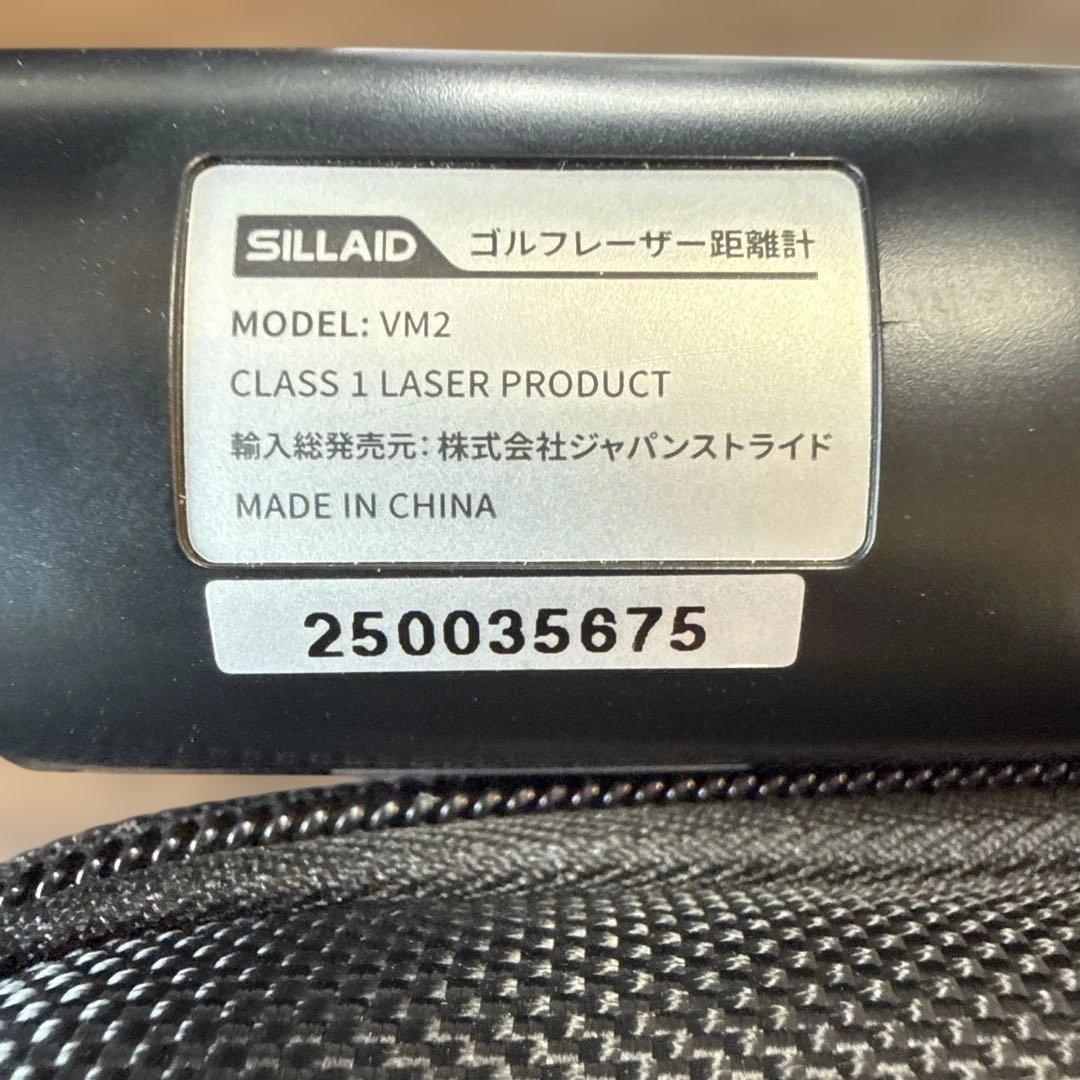 SILLAID ゴルフレーザー距離計
MODEL: VM2
CLASS 1 LASER PRODUCT
輸入総発売元：株式会社ジャパンストライド
MADE IN CHINA
250035675